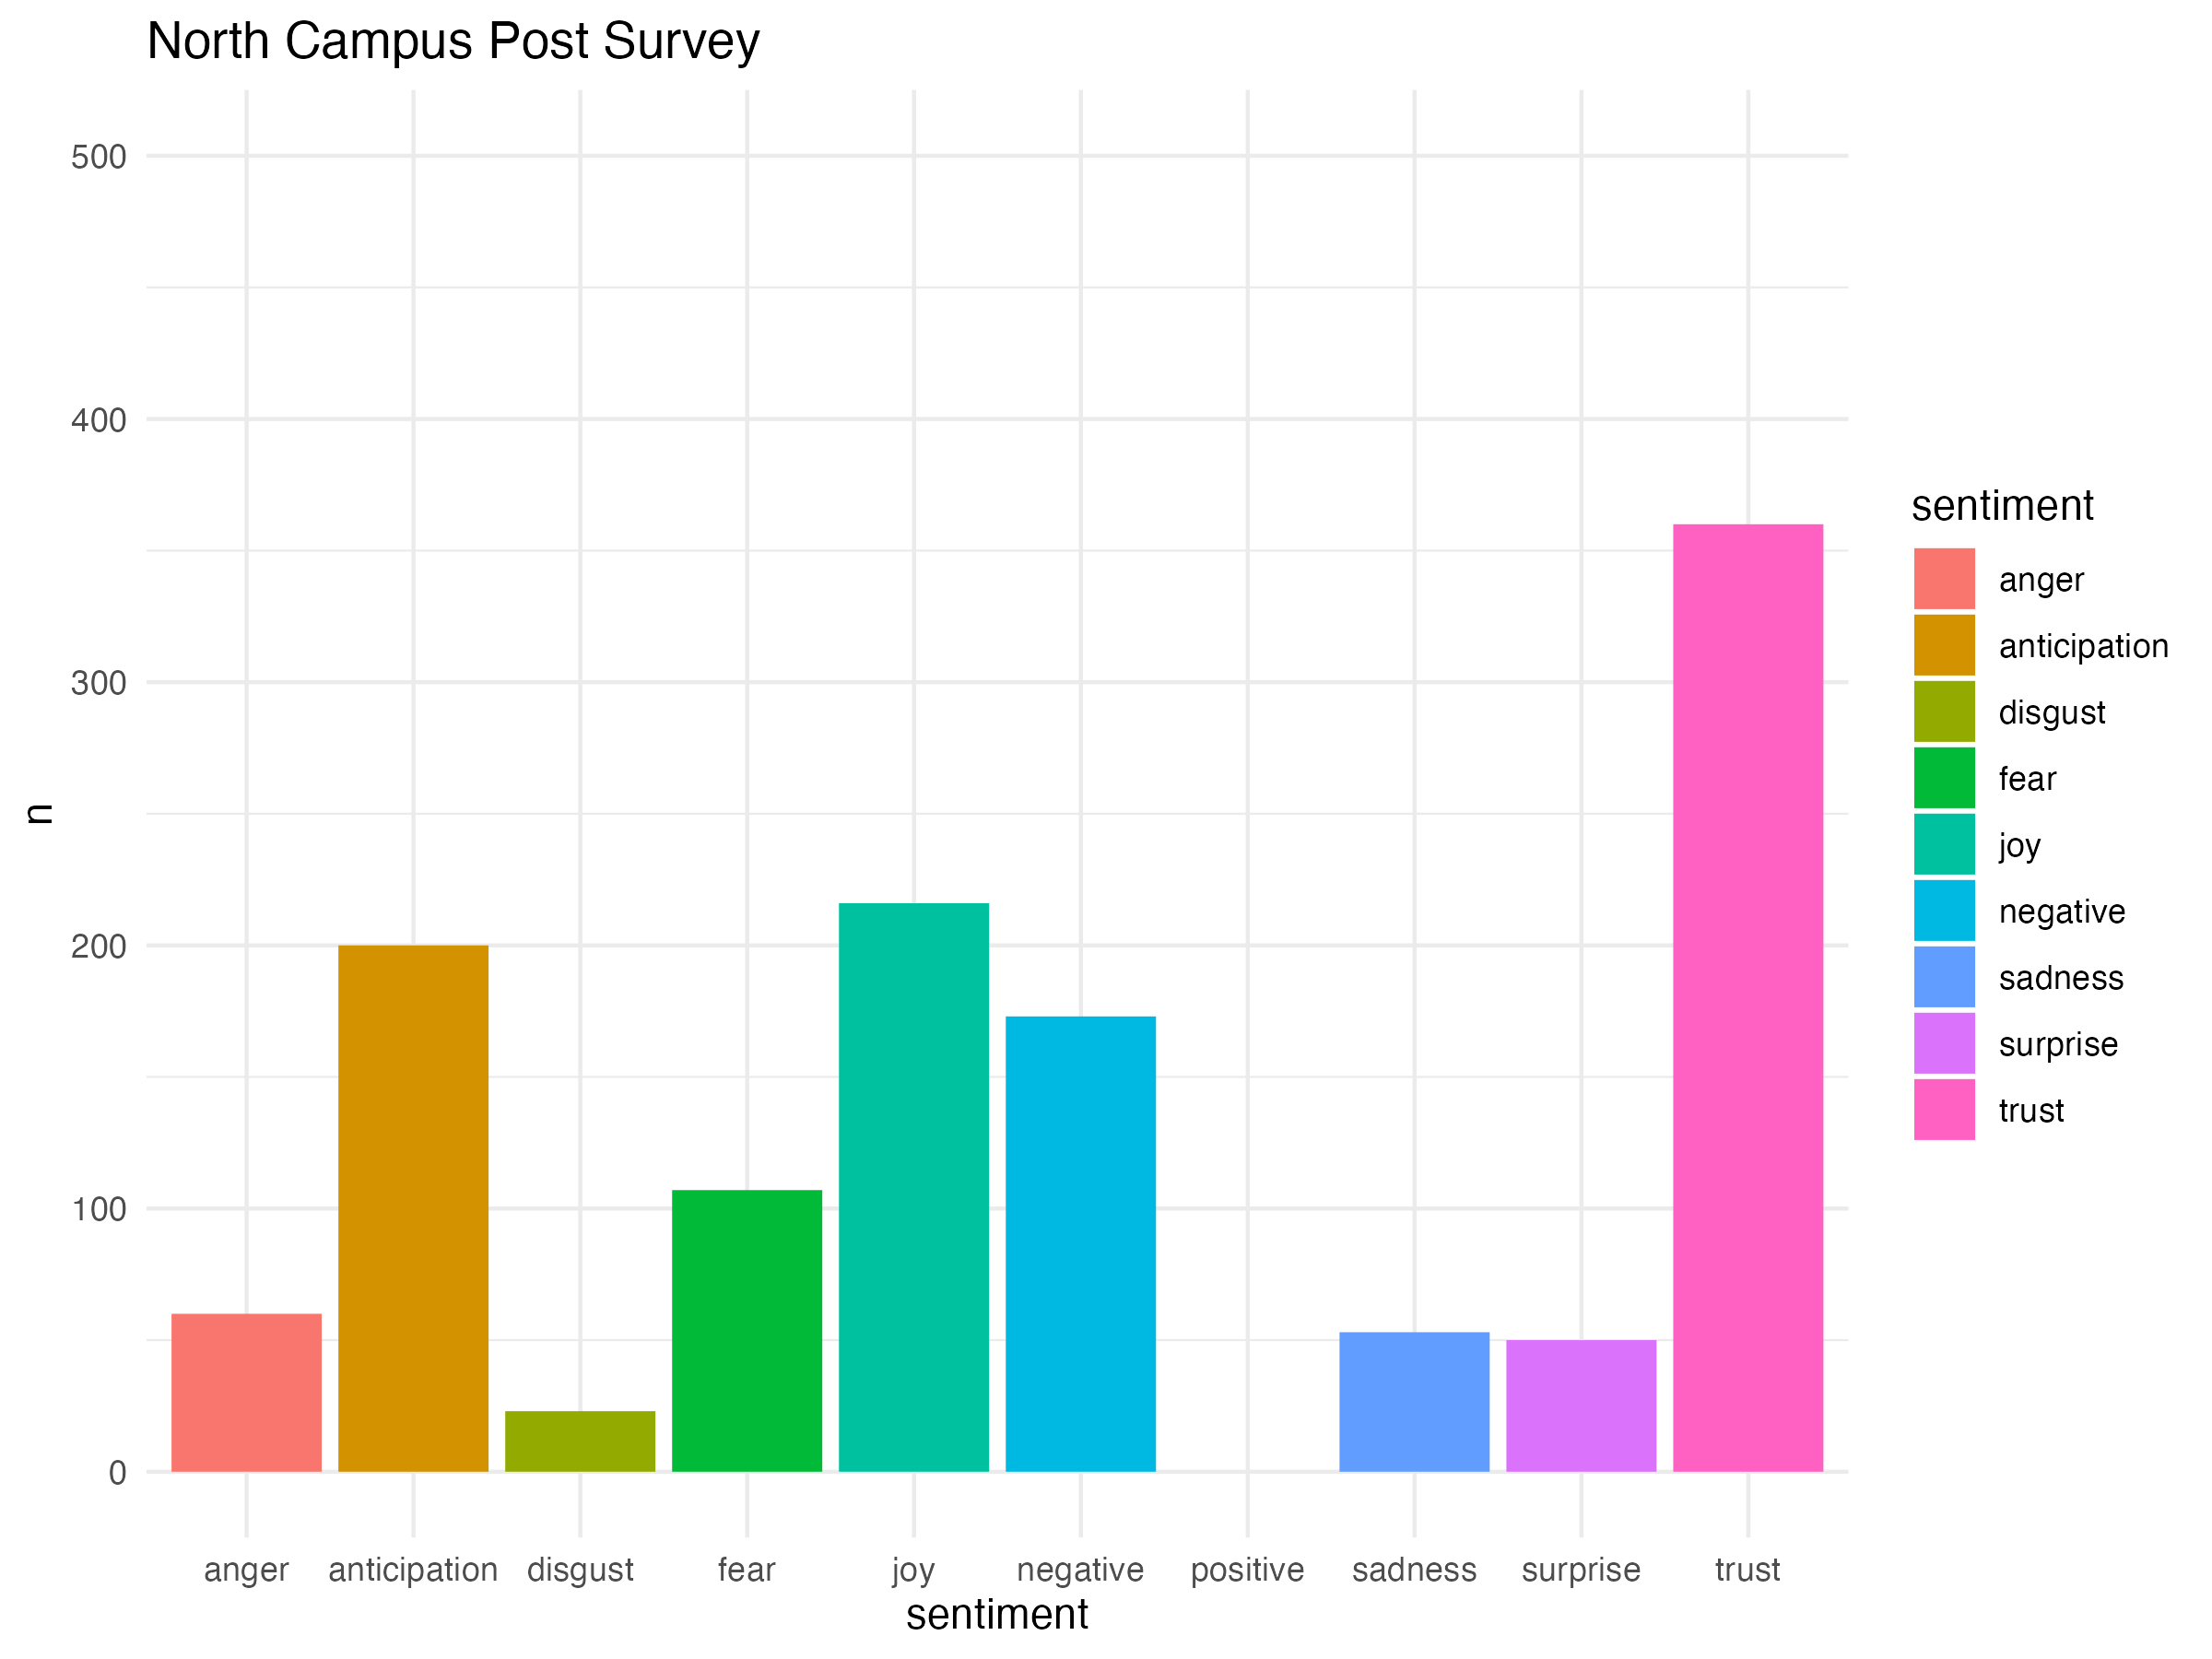 North Campus Post Survey
500
400
300
200
100
0
n
anger anticipation disgust fear joy negative positive sadness surprise trust
sentiment
sentiment
anger
anticipation
disgust
fear
joy
negative
sadness
surprise
trust